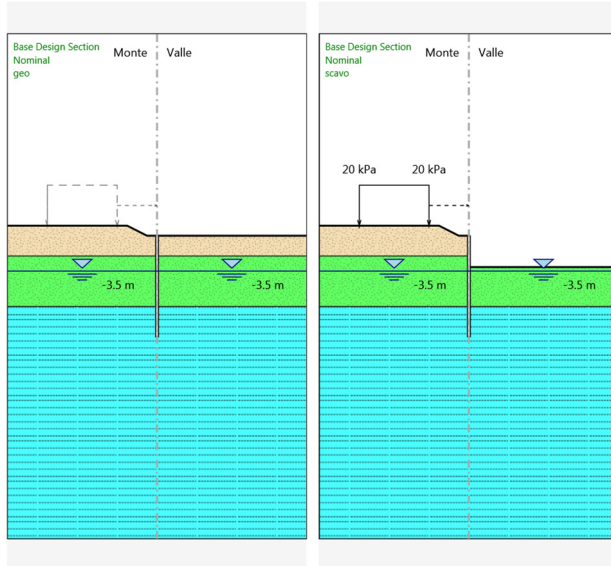 Base Design Section
Nominal
geo
Monte
Valle
-3.5 m
-3.5 m
Base Design Section
Nominal
scavo
Monte
Valle
20 kPa
20 kPa
-3.5 m
-3.5 m